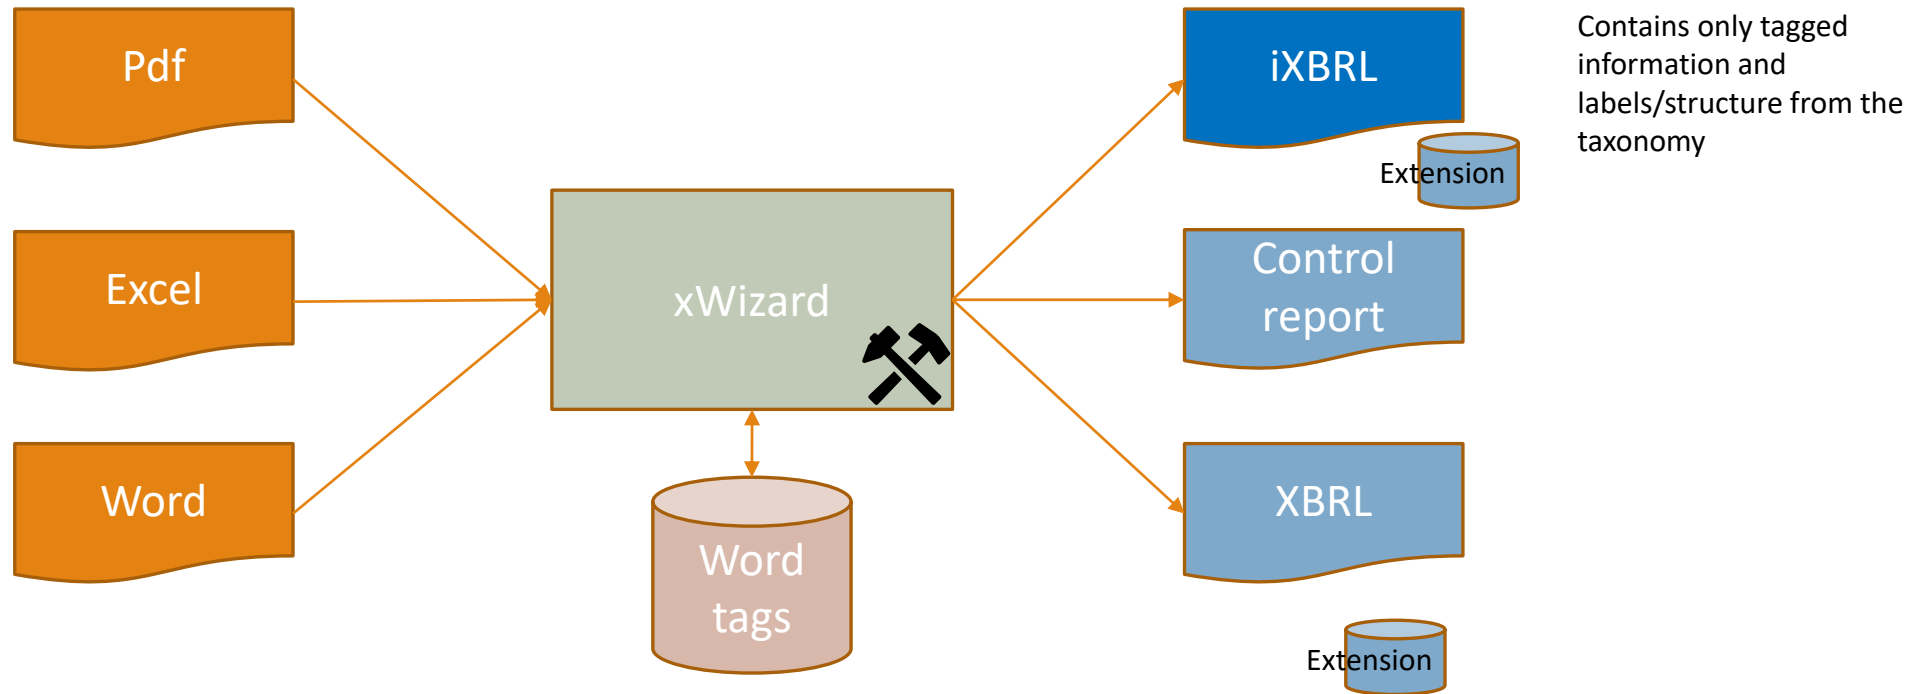 Pdf
iXBRL
Contains only tagged
information and
labels/structure from the
taxonomy
Extension
Excel
xWizard
Control
report
Word
XBRL
Word
tags
Extension